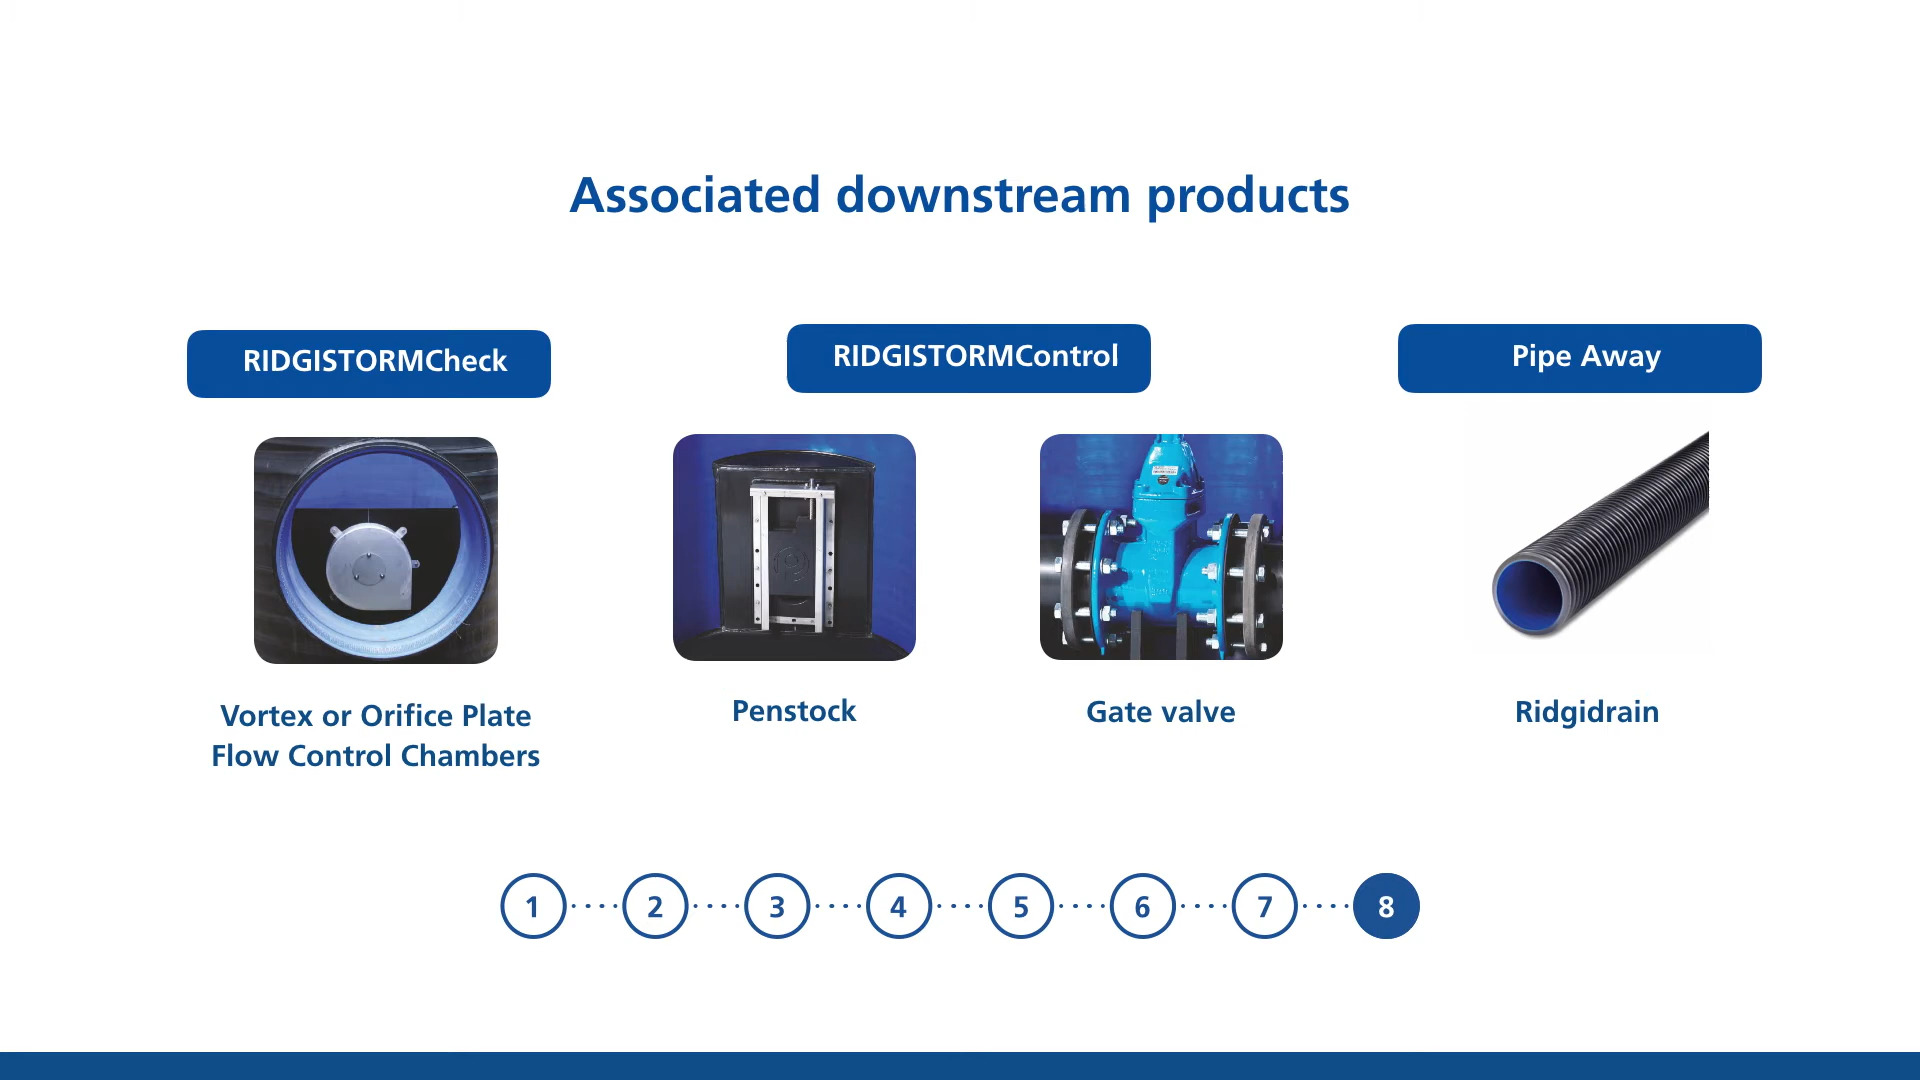 Associated downstream products
RIDGISTORMCheck
RIDGISTORMControl
Pipe Away
Vortex or Orifice Plate
Flow Control Chambers
Penstock
Gate valve
Ridgidrain
1
2
3
4
5
6
7
8